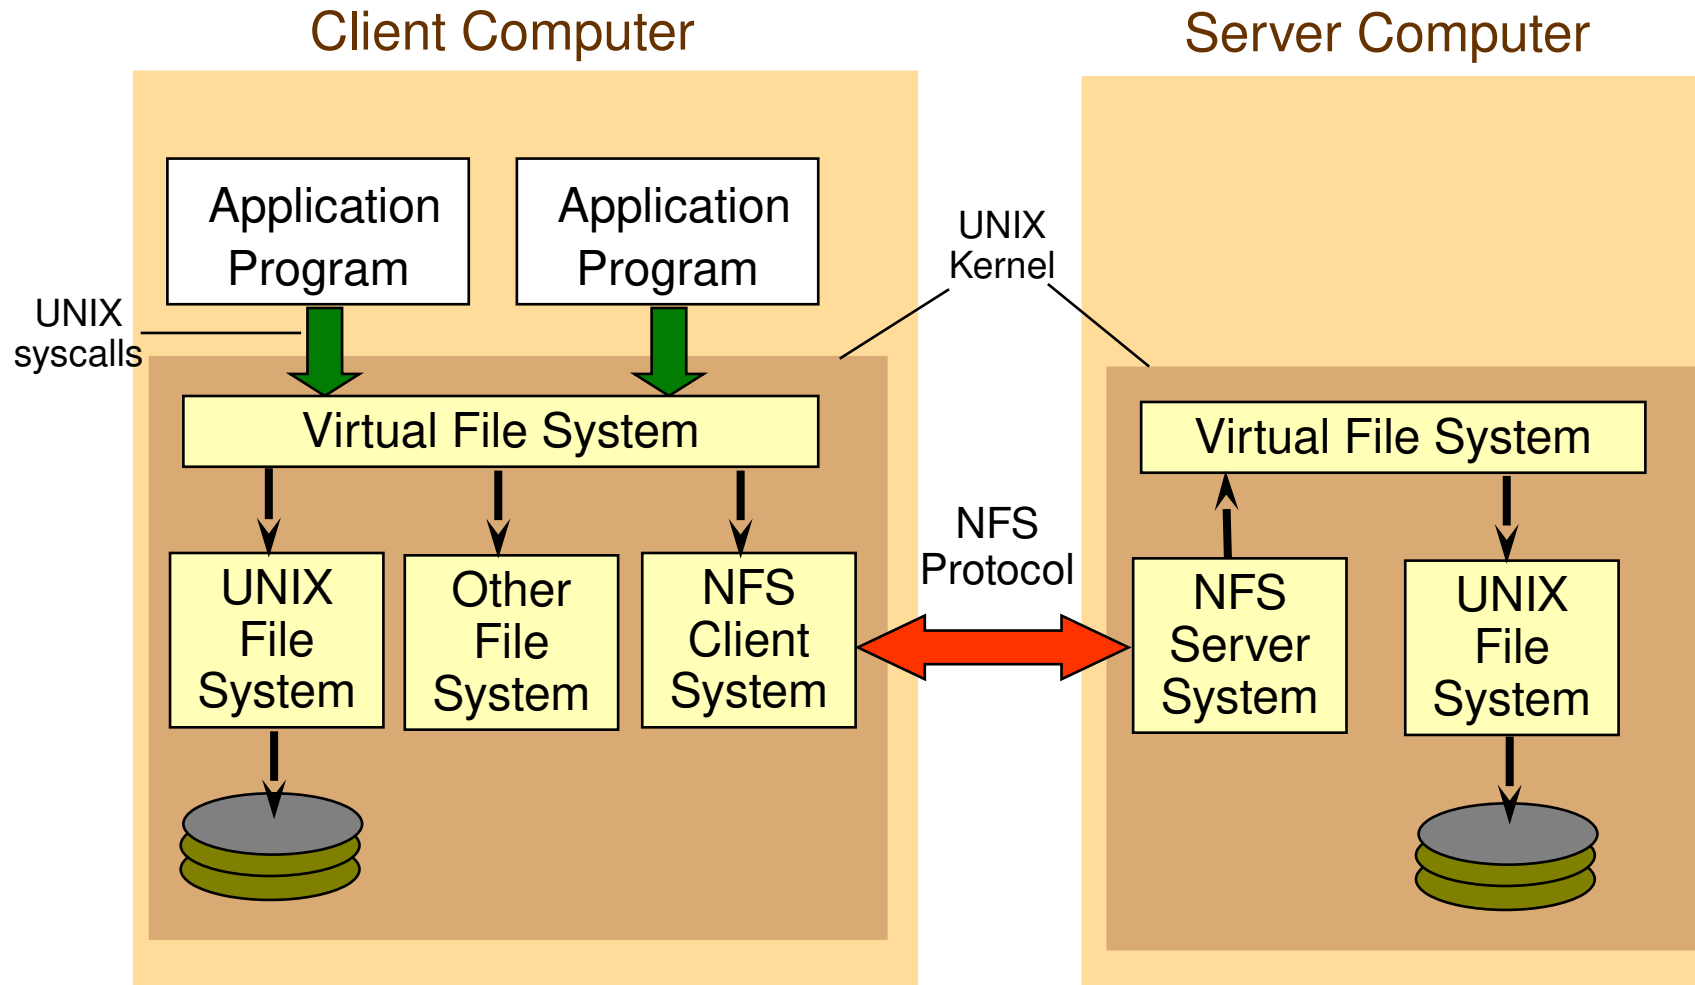 Client Computer
Server Computer
Application
Program
Application
Program
UNIX
Kernel
UNIX
syscalls
Virtual File System
Virtual File System
NFS
Protocol
UNIX
File
System
Other
File
System
NFS
Client
System
NFS
Server
System
UNIX
File
System